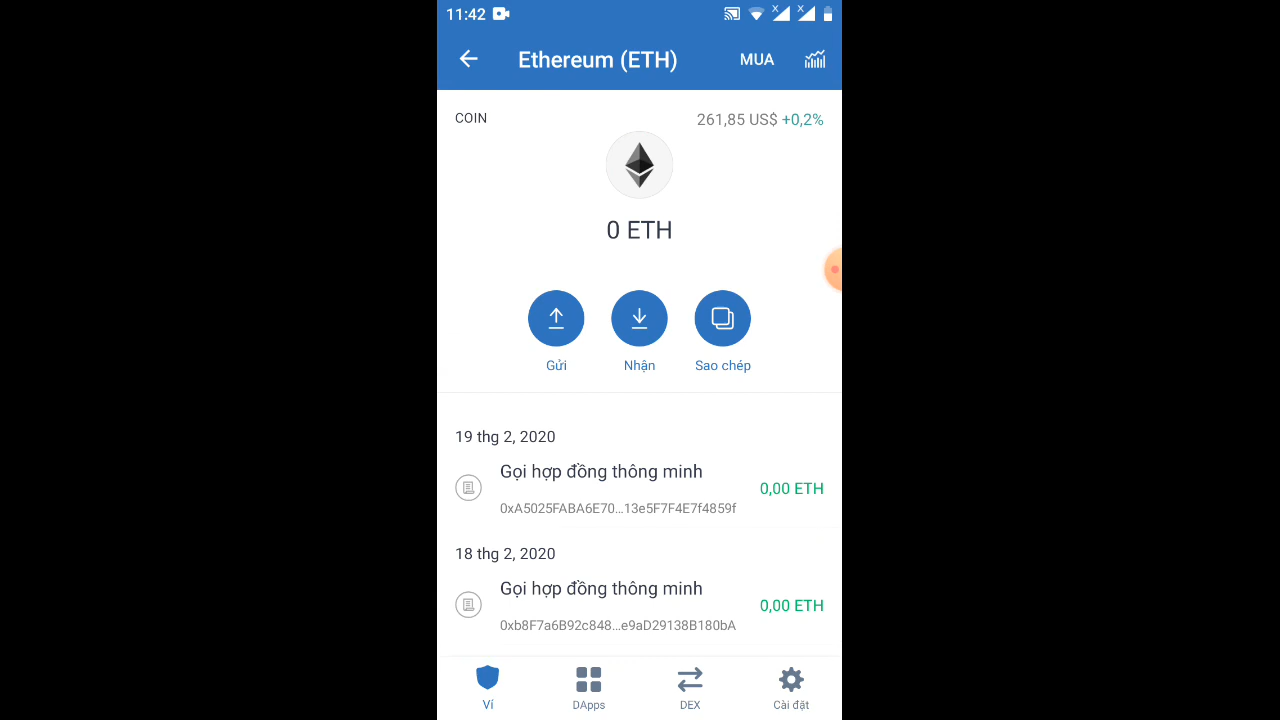 11:42
Ethereum (ETH)
MUA
COIN
261,85 US$ +0,2%
0 ETH
Gửi
Nhận
Sao chép
19 thg 2, 2020
Gọi hợp đồng thông minh
0,00 ETH
0xA5025FABA6E70...13e5F7F4E7f4859f
18 thg 2, 2020
Gọi hợp đồng thông minh
0,00 ETH
0xb8F7a6B92c848...e9aD29138B180bA
Ví
DApps
DEX
Cài đặt